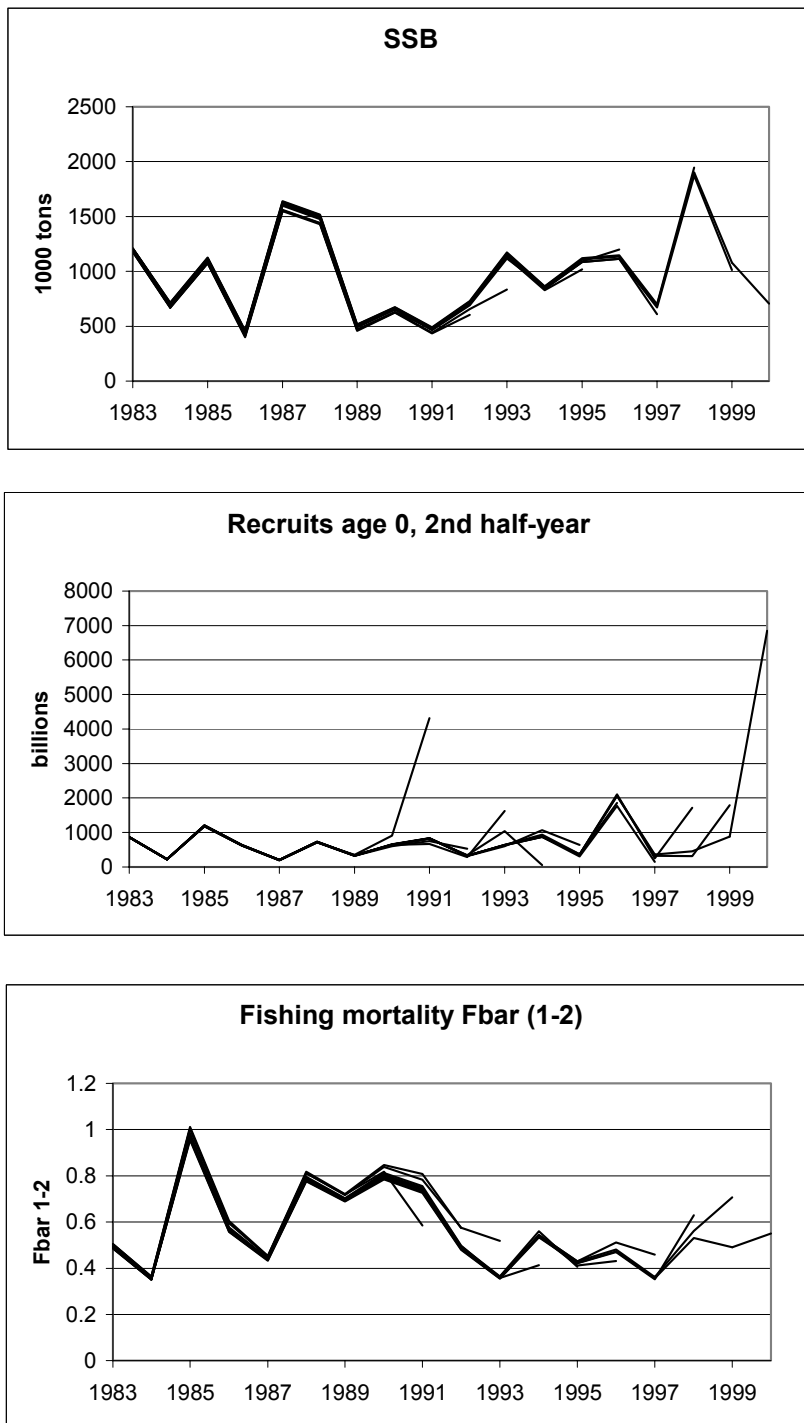 SSB
1000 tons
2500
2000
1500
1000
500
0
1983 1985 1987 1989 1991 1993 1995 1997 1999
Recruits age 0, 2nd half-year
billions
8000
7000
6000
5000
4000
3000
2000
1000
0
1983 1985 1987 1989 1991 1993 1995 1997 1999
Fishing mortality Fbar (1-2)
Fbar 1-2
1.2
1
0.8
0.6
0.4
0.2
0
1983 1985 1987 1989 1991 1993 1995 1997 1999